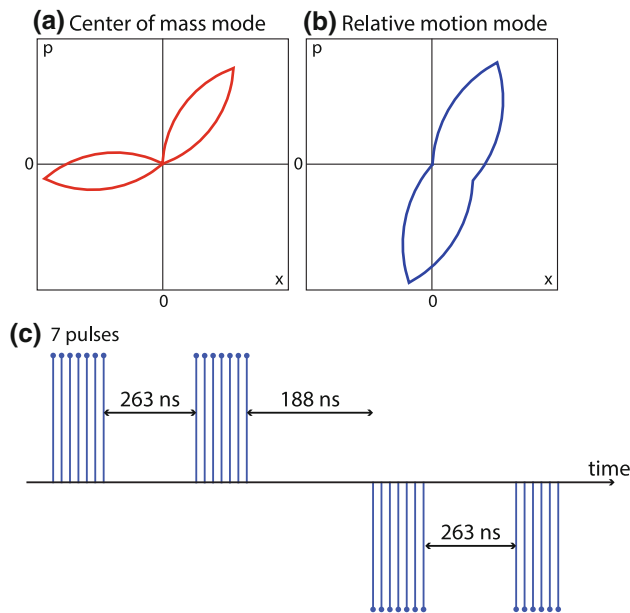 (a) Center of mass mode
p
0
x
0
(b) Relative motion mode
p
0
x
0
(c) 7 pulses
263 ns
188 ns
time
263 ns